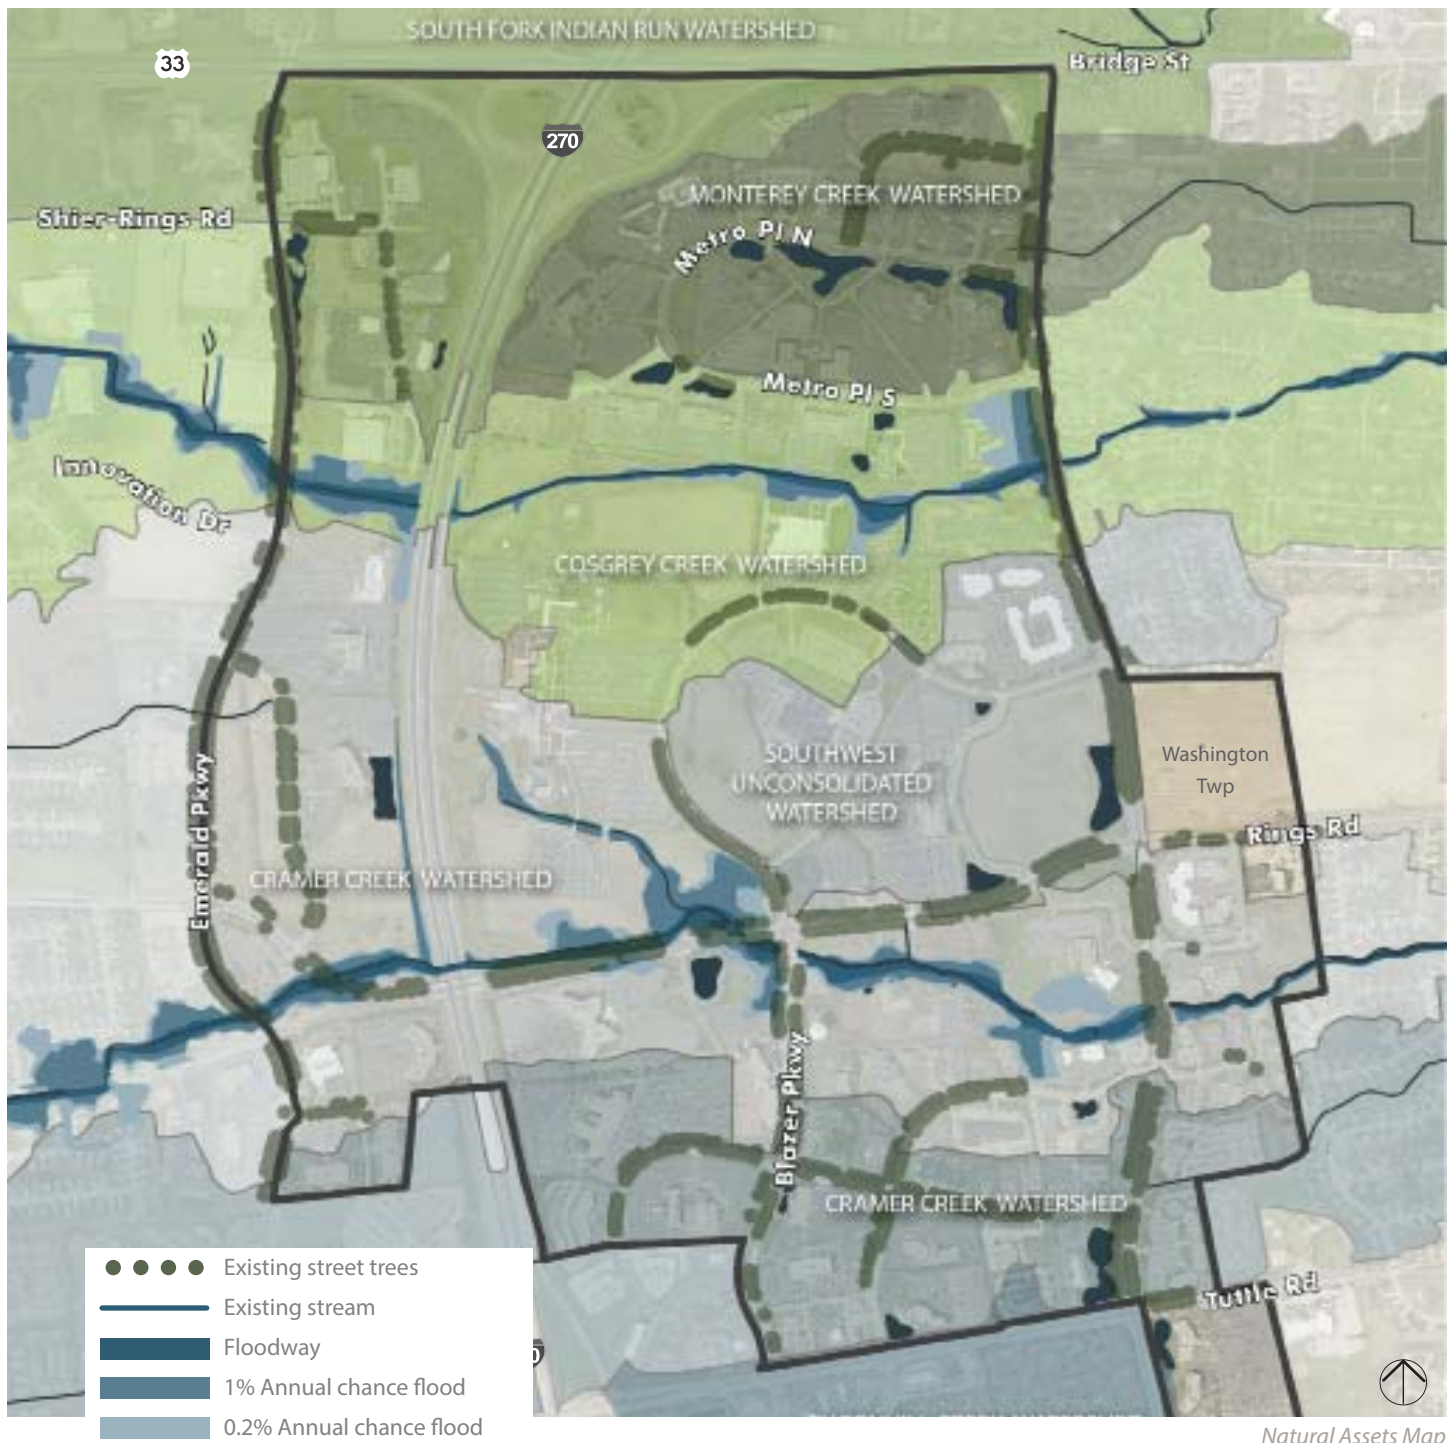 SOUTH FORK INDIAN RUN WATERSHED
33
Bridge St
270
MONTEREY CREEK WATERSHED
Shier-Rings Rd
Metro Pl N
Metro Pl S
Innovation Dr
COSGREY CREEK WATERSHED
SOUTHWEST
UNCONSOLIDATED
WATERSHED
Washington
Twp
Rings Rd
Emerald Pkwy
CRAMER CREEK WATERSHED
Blazer Pkwy
CRAMER CREEK WATERSHED
Tuttle Rd
Existing street trees
Existing stream
Floodway
1% Annual chance flood
0.2% Annual chance flood
Natural Assets Map